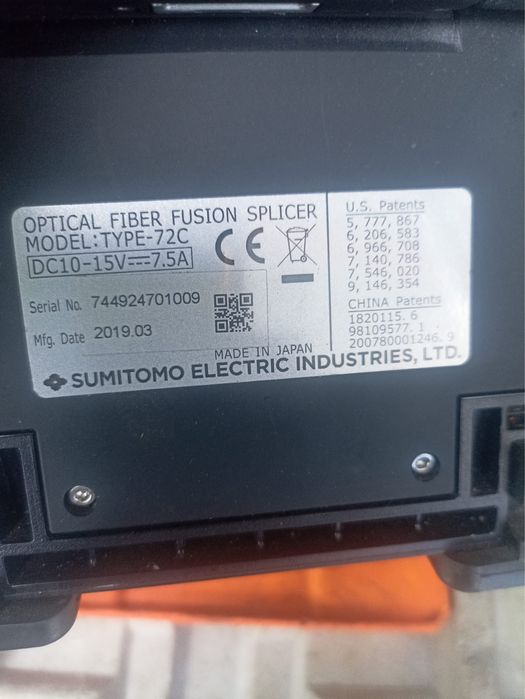 OPTICAL FIBER FUSION SPLICER
MODEL:TYPE-72C
DC10-15V⎓7.5A
Serial No. 744924701009
Mfg. Date 2019.03
CE
MADE IN JAPAN
SUMITOMO ELECTRIC INDUSTRIES, LTD.
U.S. Patents
5, 777, 867
6, 206, 583
6, 966, 708
7, 140, 786
7, 546, 020
9, 146, 354
CHINA Patents
1820115. 6
98109577. 1
200780001246. 9